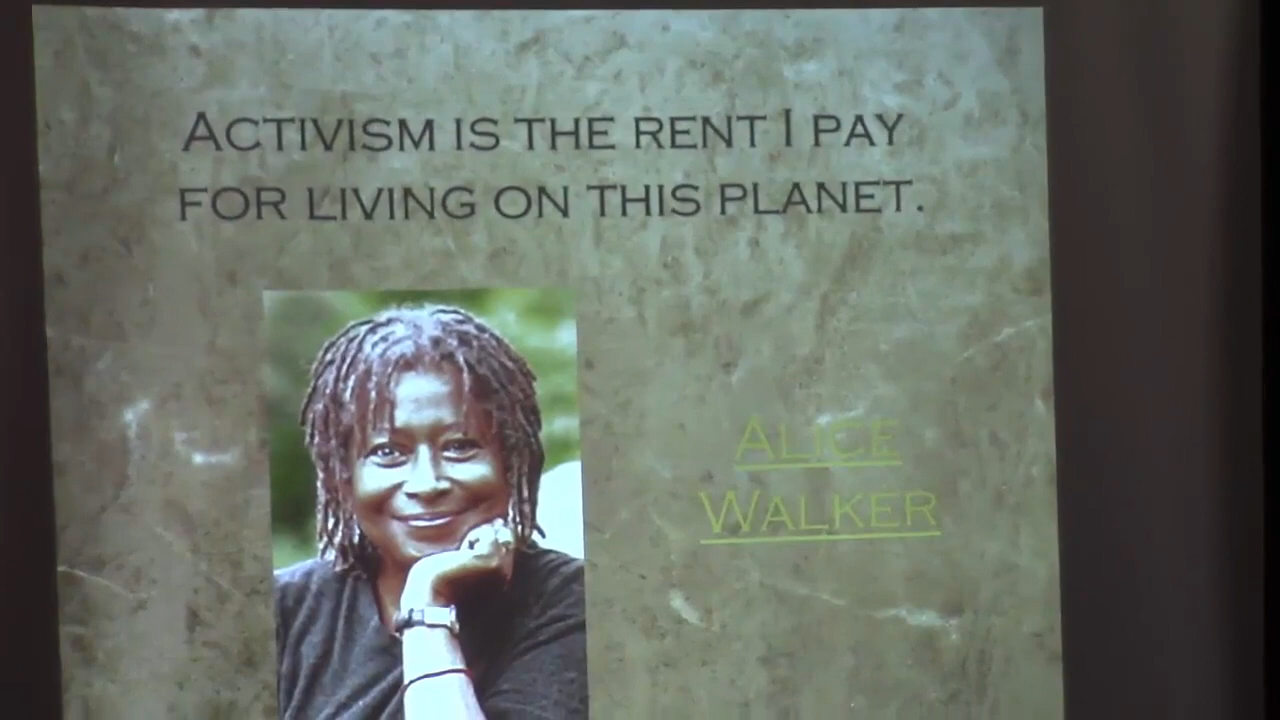 ACTIVISM IS THE RENT I PAY
FOR LIVING ON THIS PLANET.
ALICE
WALKER